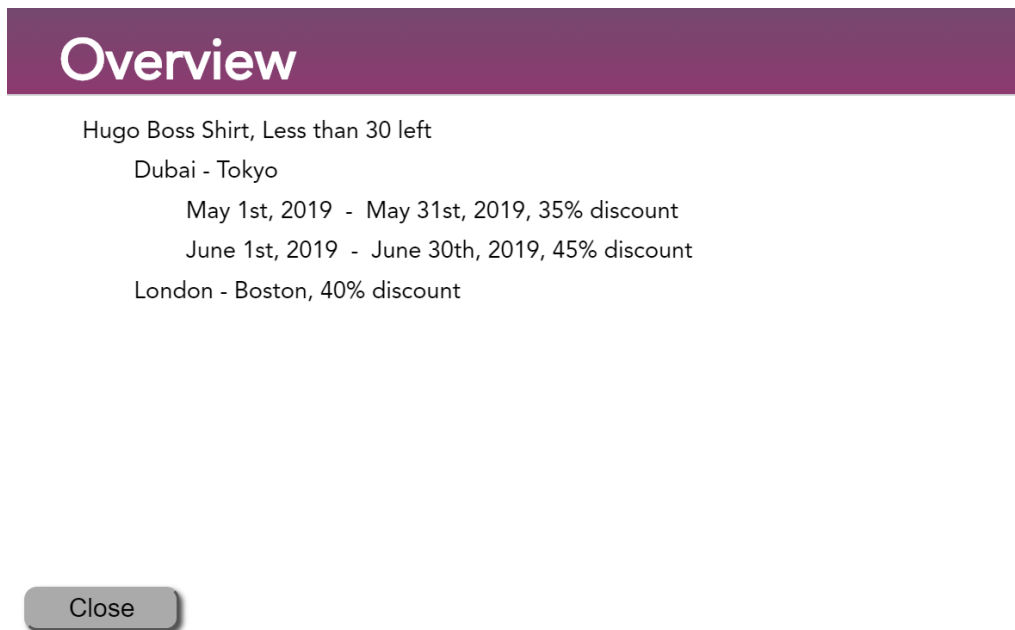 Overview
Hugo Boss Shirt, Less than 30 left
Dubai - Tokyo
May 1st, 2019 - May 31st, 2019, 35% discount
June 1st, 2019 - June 30th, 2019, 45% discount
London - Boston, 40% discount
Close